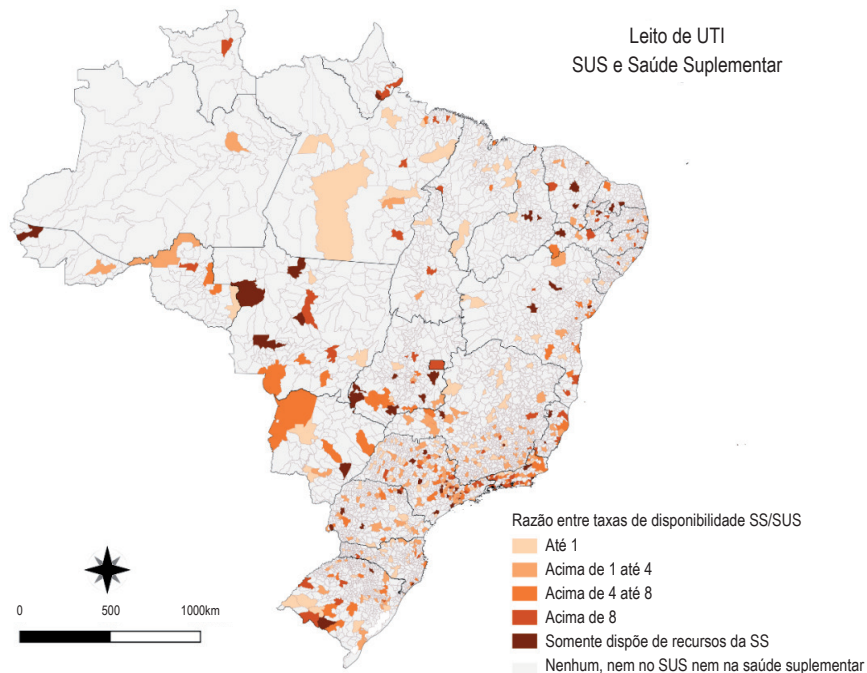 Leito de UTI
SUS e Saúde Suplementar
Razão entre taxas de disponibilidade SS/SUS
Até 1
Acima de 1 até 4
Acima de 4 até 8
Acima de 8
Somente dispõe de recursos da SS
Nenhum, nem no SUS nem na saúde suplementar
0 500 1000km